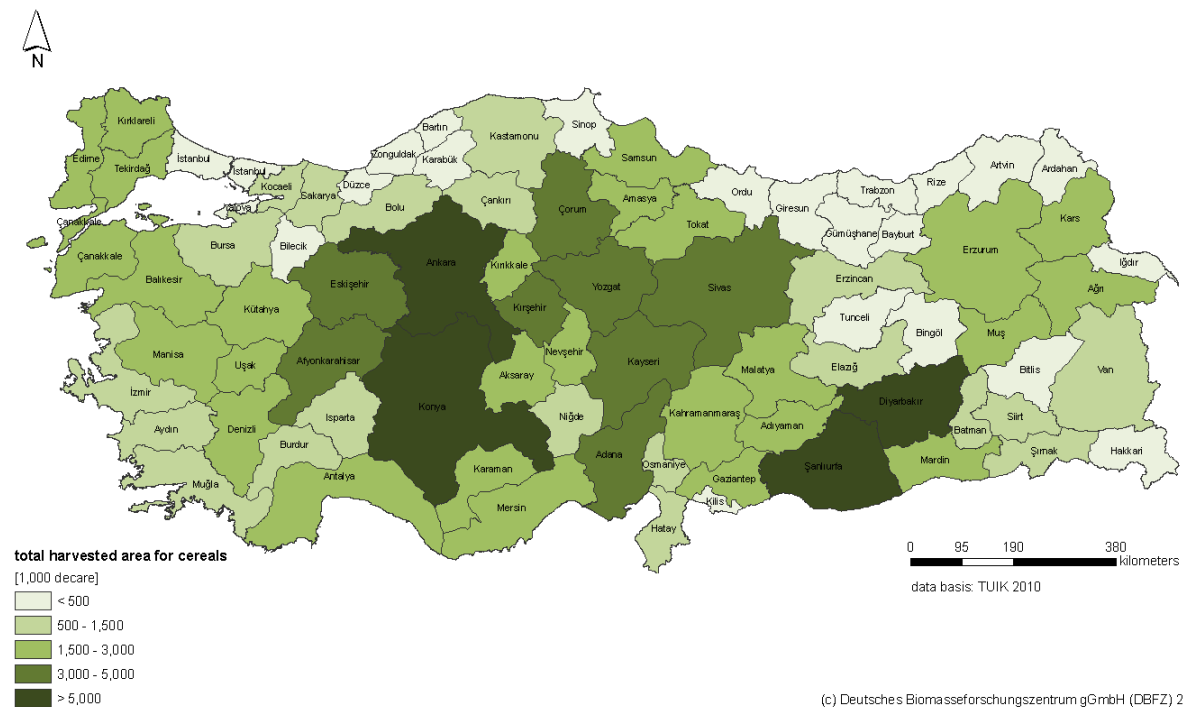 N
Kırklareli
Edirne
Tekirdağ
İstanbul
İstanbul
Kocaeli
Yalova
Sakarya
Düzce
Zonguldak
Bartın
Karabük
Kastamonu
Sinop
Samsun
Çankırı
Bolu
Çorum
Amasya
Tokat
Ordu
Giresun
Trabzon
Gümüşhane
Bayburt
Rize
Artvin
Ardahan
Kars
Erzurum
Iğdır
Ağrı
Çanakkale
Çanakkale
Balıkesir
Bursa
Bilecik
Kütahya
Eskişehir
Ankara
Kırıkkale
Kırşehir
Yozgat
Sivas
Erzincan
Tunceli
Bingöl
Muş
Manisa
Uşak
Afyonkarahisar
Konya
Aksaray
Nevşehir
Kayseri
Malatya
Elazığ
Diyarbakır
Bitlis
Van
İzmir
Aydın
Denizli
Isparta
Burdur
Niğde
Kahramanmaraş
Adıyaman
Batman
Siirt
Şırnak
Hakkari
Muğla
Antalya
Karaman
Mersin
Adana
Osmaniye
Gaziantep
Şanlıurfa
Mardin
Kilis
Hatay
total harvested area for cereals
[1,000 decare]
< 500
500 - 1,500
1,500 - 3,000
3,000 - 5,000
> 5,000
0 95 190 380
kilometers
data basis: TUIK 2010
(c) Deutsches Biomasseforschungszentrum gGmbH (DBFZ) 2